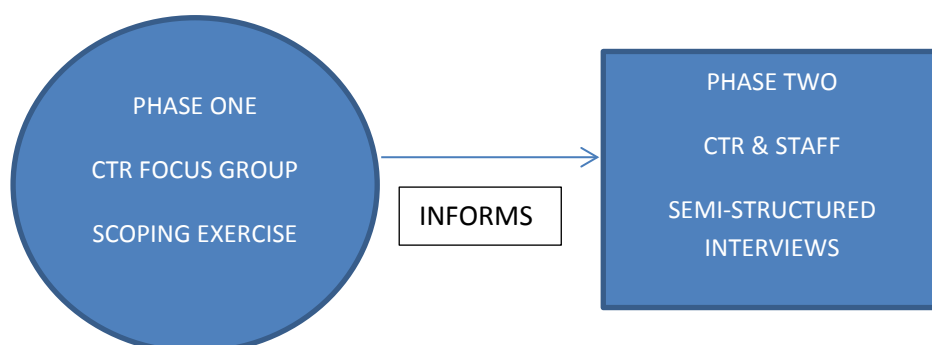 PHASE ONE
CTR FOCUS GROUP
SCOPING EXERCISE
INFORMS
PHASE TWO
CTR & STAFF
SEMI-STRUCTURED
INTERVIEWS